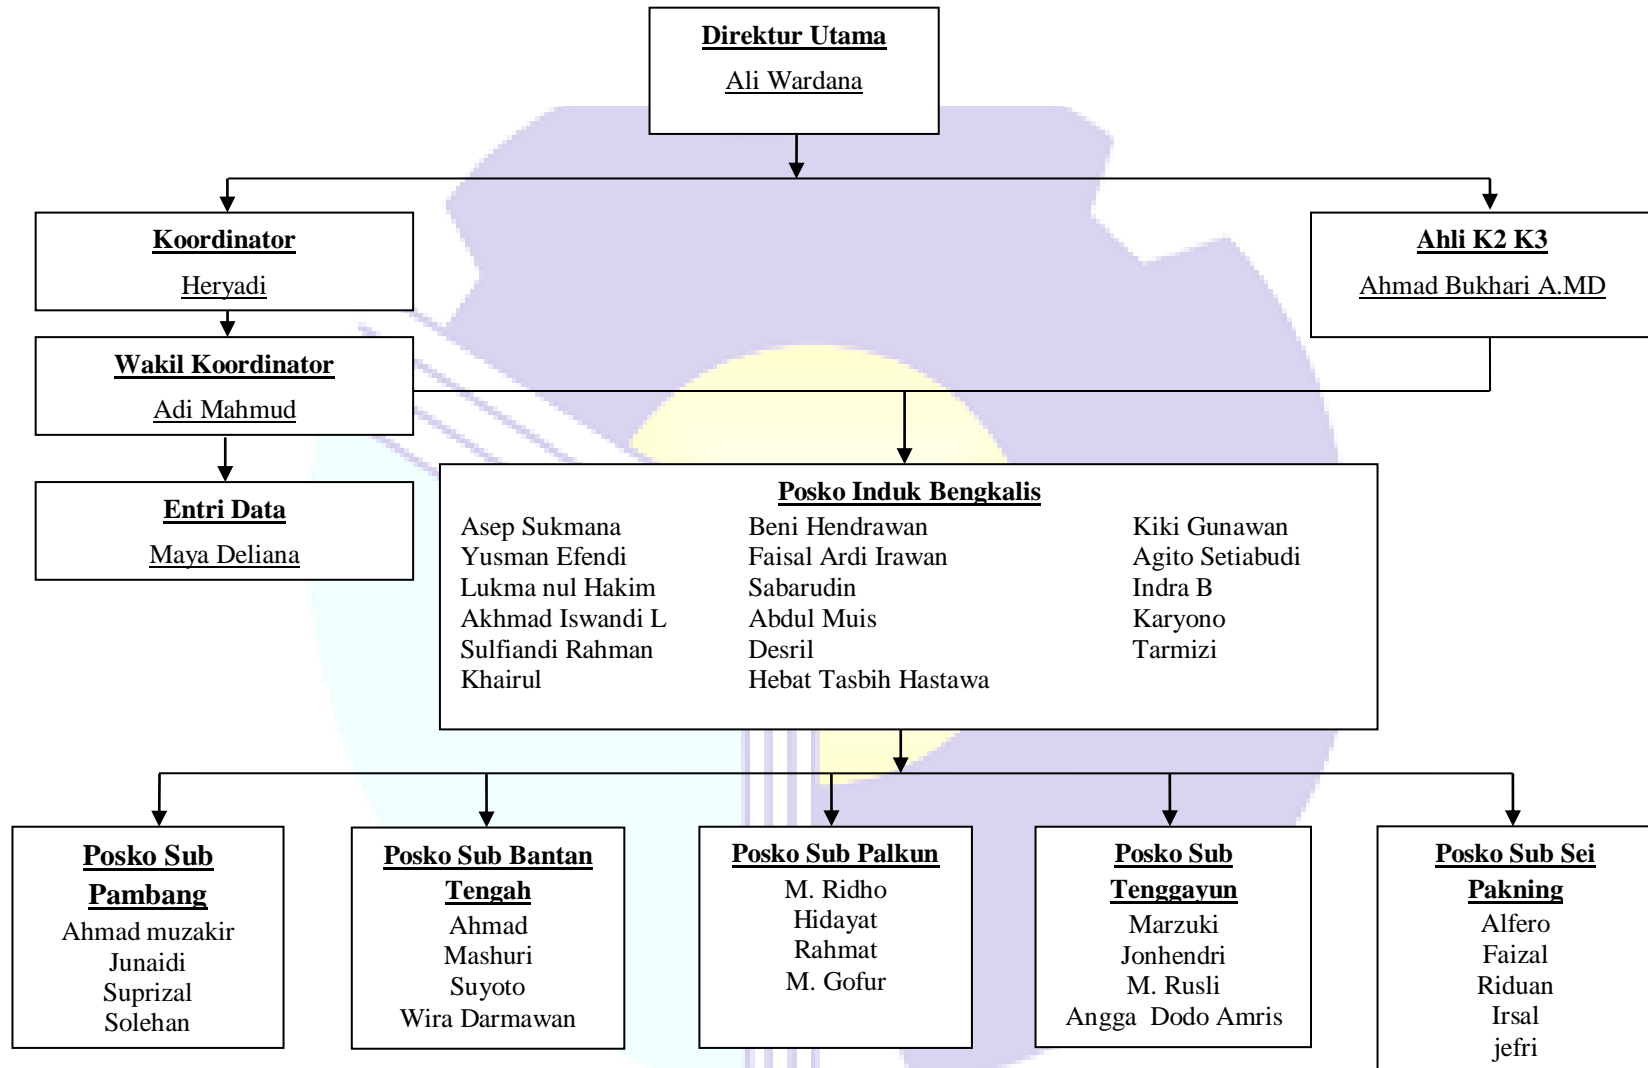 Direktur Utama
Ali Wardana
Koordinator
Heryadi
Ahli K2 K3
Ahmad Bukhari A.MD
Wakil Koordinator
Adi Mahmud
Entri Data
Maya Deliana
Posko Induk Bengkalis
Asep Sukmana Beni Hendrawan Kiki Gunawan
Yusman Efendi Faisal Ardi Irawan Agito Setiabudi
Lukma nul Hakim Sabarudin Indra B
Akhmad Iswandi L Abdul Muis Karyono
Sulfiandi Rahman Desril Tarmizi
Khairul Hebat Tasbih Hastawa
Posko Sub
Pambang
Ahmad muzakir
Junaidi
Suprizal
Solehan
Posko Sub Bantan
Tengah
Ahmad
Mashuri
Suyoto
Wira Darmawan
Posko Sub Palkun
M. Ridho
Hidayat
Rahmat
M. Gofur
Posko Sub
Tenggayun
Marzuki
Jonhendri
M. Rusli
Angga  Dodo Amris
Posko Sub Sei
Pakning
Alfero
Faizal
Riduan
Irsal
jefri